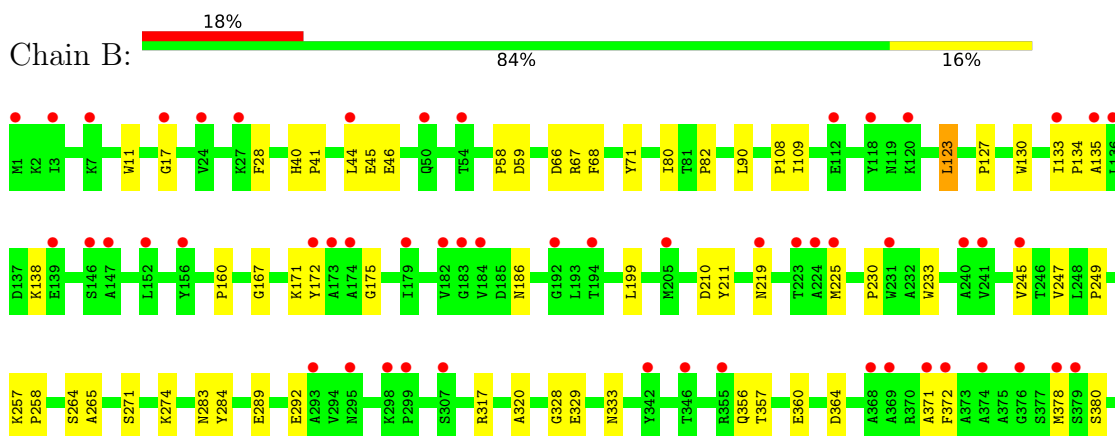 18%
Chain B:
84% 16%
M1 K2 I3 K7 W11 G17 V24 K27 F28 H40 P41 L44 E45 E46 Q50 T54 P58 D59 D66 R67 F68 Y71 I80 T81 P82 L90 P108 I109 E112 Y118 N119 K120 L123 P127 W130 I133 P134 A135 L136
D137 K138 E139 S146 A147 L152 Y156 P160 G167 K171 Y172 A173 A174 G175 I179 V182 G183 V184 D185 N186 G192 L193 T194 L199 M205 D210 Y211 N219 T223 A224 M225 P230 W231 A232 W233 A240 V241 V245 T246 V247 L248 P249
K257 P258 S264 A265 S271 K274 N283 Y284 E289 E292 A293 V294 N295 K298 P299 S307 R317 A320 G328 E329 N333 Y342 T346 R355 Q356 T357 E360 D364 A368 A369 R370 A371 F372 A373 A374 A375 G376 S377 M378 S379 S380